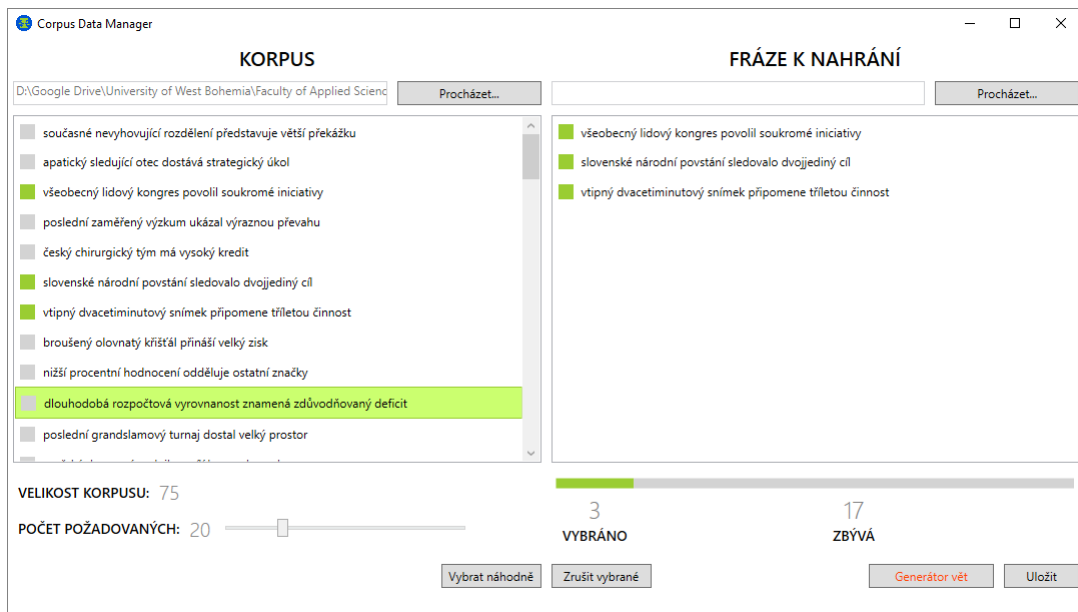 Corpus Data Manager
KORPUS
D:\Google Drive\University of West Bohemia\Faculty of Applied Scienc
Procházet...
současné nevyhovující rozdělení představuje větší překážku
apatický sledující otec dostává strategický úkol
všeobecný lidový kongres povolil soukromé iniciativy
poslední zaměřený výzkum ukázal výraznou převahu
český chirurgický tým má vysoký kredit
slovenské národní povstání sledovalo dvojjediný cíl
vtipný dvacetiminutový snímek připomene tříletou činnost
broušený olovnatý křišťál přináší velký zisk
nižší procentní hodnocení odděluje ostatní značky
dlouhodobá rozpočtová vyrovnanost znamená zdůvodňovaný deficit
poslední grandslamový turnaj dostal velký prostor
VELIKOST KORPUSU: 75
POČET POŽADOVANÝCH: 20
Vybrat náhodně
FRÁZE K NAHRÁNÍ
Procházet...
všeobecný lidový kongres povolil soukromé iniciativy
slovenské národní povstání sledovalo dvojjediný cíl
vtipný dvacetiminutový snímek připomene tříletou činnost
3
VYBRÁNO
17
ZBÝVÁ
Zrušit vybrané
Generátor vět
Uložit